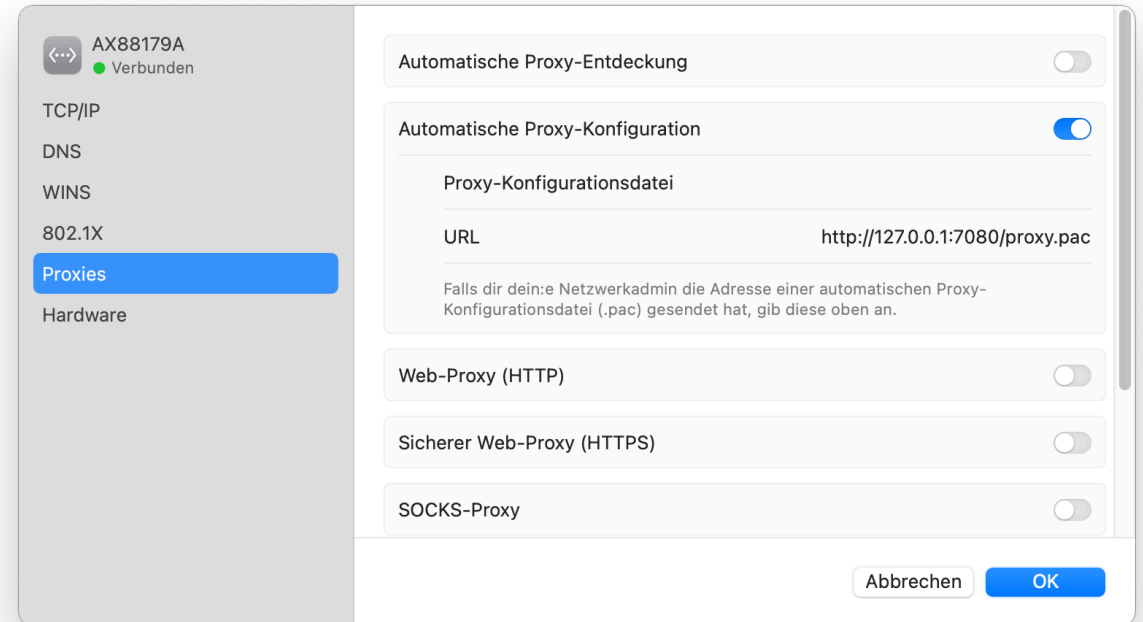 AX88179A
Verbunden
TCP/IP
DNS
WINS
802.1X
Proxies
Hardware
Automatische Proxy-Entdeckung
Automatische Proxy-Konfiguration
Proxy-Konfigurationsdatei
URL http://127.0.0.1:7080/proxy.pac
Falls dir dein:e Netzwerkadmin die Adresse einer automatischen Proxy-
Konfigurationsdatei (.pac) gesendet hat, gib diese oben an.
Web-Proxy (HTTP)
Sicherer Web-Proxy (HTTPS)
SOCKS-Proxy
Abbrechen OK